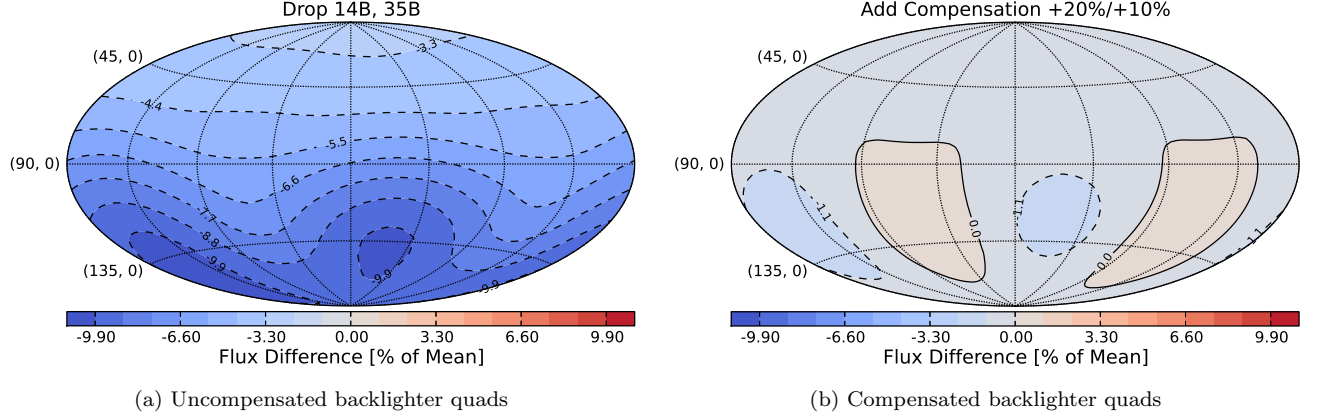 Drop 14B, 35B
(45, 0)
(90, 0)
(135, 0)
-3.3
-4.4
-5.5
-6.6
-7.7
-8.8
-9.9
-9.9
-9.9
-9.90 -6.60 -3.30 0.00 3.30 6.60 9.90
Flux Difference [% of Mean]
(a) Uncompensated backlighter quads
Add Compensation +20%/+10%
(45, 0)
(90, 0)
(135, 0)
-1.1
-1.1
0.0
0.0
-1.1
-9.90 -6.60 -3.30 0.00 3.30 6.60 9.90
Flux Difference [% of Mean]
(b) Compensated backlighter quads